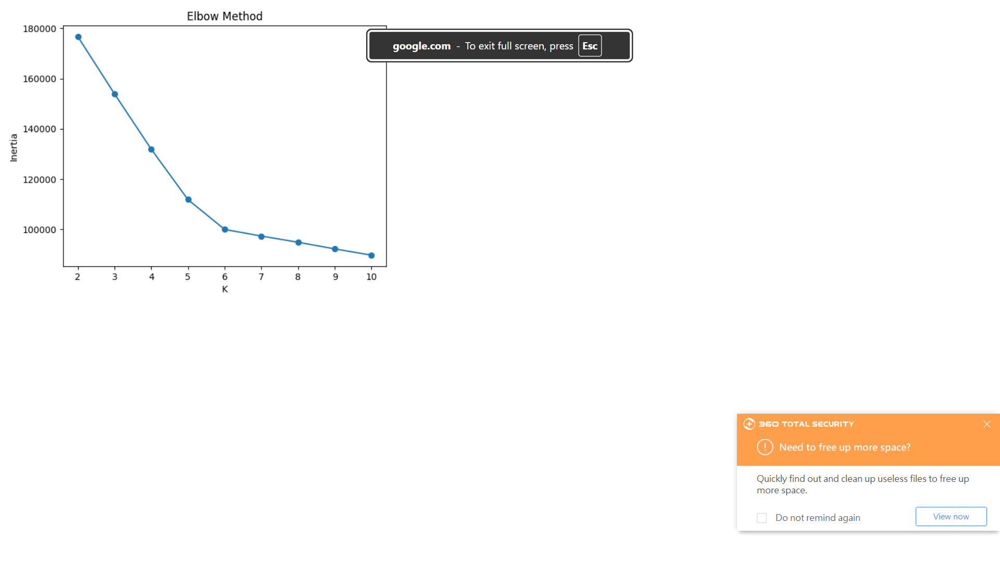 Elbow Method
180000
160000
140000
120000
100000
Inertia
2 3 4 5 6 7 8 9 10
K
google.com - To exit full screen, press Esc
360 TOTAL SECURITY
Need to free up more space?
Quickly find out and clean up useless files to free up
more space.
Do not remind again
View now